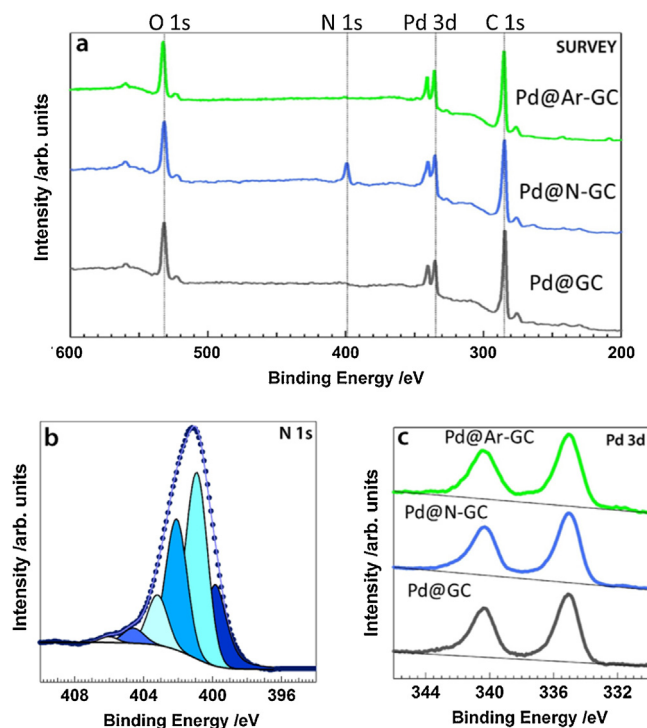 O 1s N 1s Pd 3d C 1s
a SURVEY
Pd@Ar-GC
Pd@N-GC
Pd@GC
Intensity /arb. units
600 500 400 300 200
Binding Energy /eV
b N 1s
Intensity /arb. units
408 404 400 396
Binding Energy /eV
c Pd 3d
Pd@Ar-GC
Pd@N-GC
Pd@GC
Intensity /arb. units
344 340 336 332
Binding Energy /eV